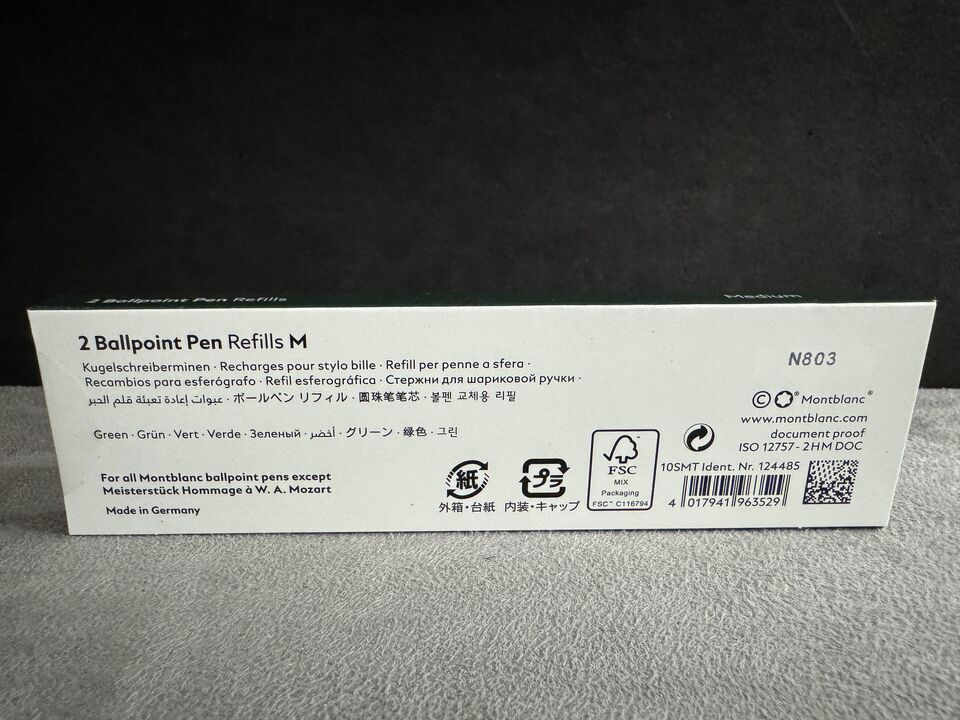 2 Ballpoint Pen Refills
Medium
2 Ballpoint Pen Refills M
Kugelschreiberminen · Recharges pour stylo bille · Refill per penne a sfera ·
Recambios para esferógrafo · Refil esferográfica · Стержни для шариковой ручки ·
عبوات إعادة تعبئة قلم الحبر · ボールペン リフィル · 圆珠笔笔芯 · 볼펜 교체용 리필
Green · Grün · Vert · Verde · Зеленый · أخضر · グリーン · 綠色 · 그린
For all Montblanc ballpoint pens except
Meisterstück Hommage à W. A. Mozart
Made in Germany
紙
外箱・台紙
プラ
内装・キャップ
FSC
MIX
Packaging
FSC™ C116794
N803
© Montblanc®
www.montblanc.com
document proof
ISO 12757 - 2 HM DOC
10SMT Ident. Nr. 124485
4 017941 963529